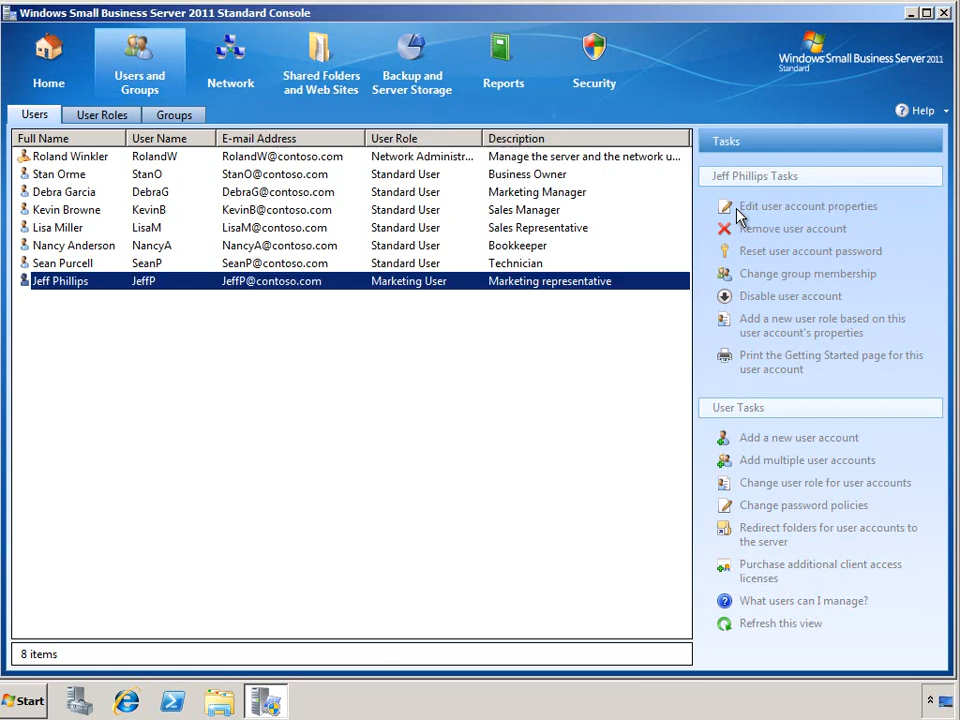 Windows Small Business Server 2011 Standard Console
Home
Users and
Groups
Network
Shared Folders
and Web Sites
Backup and
Server Storage
Reports
Security
Windows Small Business Server 2011
Standard
Users
User Roles
Groups
Help
Full Name User Name E-mail Address User Role Description
Roland Winkler RolandW RolandW@contoso.com Network Administr... Manage the server and the network u...
Stan Orme StanO StanO@contoso.com Standard User Business Owner
Debra Garcia DebraG DebraG@contoso.com Standard User Marketing Manager
Kevin Browne KevinB KevinB@contoso.com Standard User Sales Manager
Lisa Miller LisaM LisaM@contoso.com Standard User Sales Representative
Nancy Anderson NancyA NancyA@contoso.com Standard User Bookkeeper
Sean Purcell SeanP SeanP@contoso.com Standard User Technician
Jeff Phillips JeffP JeffP@contoso.com Marketing User Marketing representative
8 items
Tasks
Jeff Phillips Tasks
Edit user account properties
Remove user account
Reset user account password
Change group membership
Disable user account
Add a new user role based on this
user account's properties
Print the Getting Started page for this
user account
User Tasks
Add a new user account
Add multiple user accounts
Change user role for user accounts
Change password policies
Redirect folders for user accounts to
the server
Purchase additional client access
licenses
What users can I manage?
Refresh this view
Start